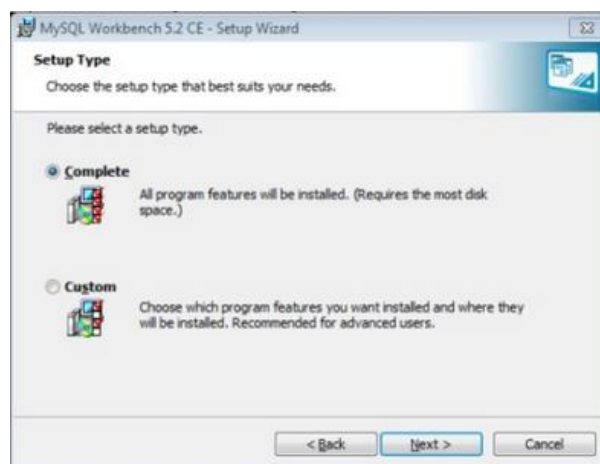 MySQL Workbench 5.2 CE - Setup Wizard
Setup Type
Choose the setup type that best suits your needs.
Please select a setup type.
Complete
All program features will be installed. (Requires the most disk
space.)
Custom
Choose which program features you want installed and where they
will be installed. Recommended for advanced users.
< Back
Next >
Cancel